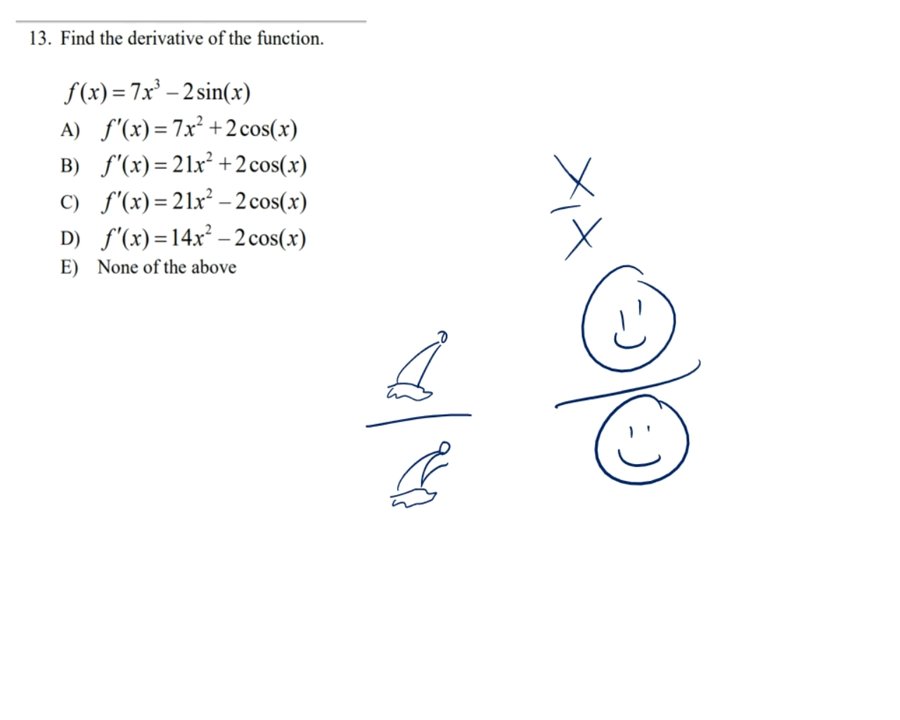 13. Find the derivative of the function.
f(x) = 7x³ – 2sin(x)
A) f'(x) = 7x² + 2cos(x)
B) f'(x) = 21x² + 2cos(x)
C) f'(x) = 21x² – 2cos(x)
D) f'(x) = 14x² – 2cos(x)
E) None of the above
X
X